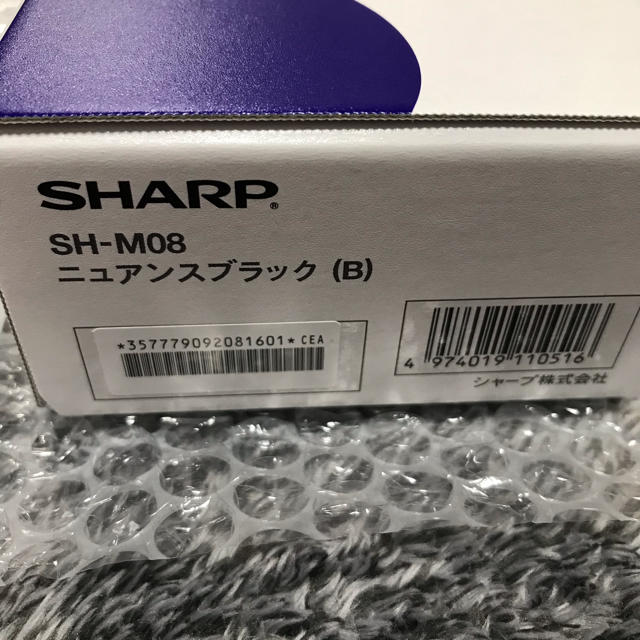 SHARP®
SH-M08
ニュアンスブラック (B)
*357779092081601* CEA
4 974019 110516
シャープ株式会社